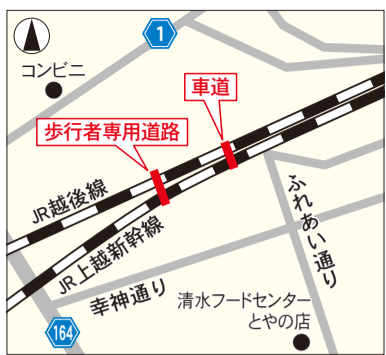 1
コンビニ
車道
歩行者専用道路
JR越後線
JR上越新幹線
ふれあい通り
幸神通り
清水フードセンター
とやの店
164